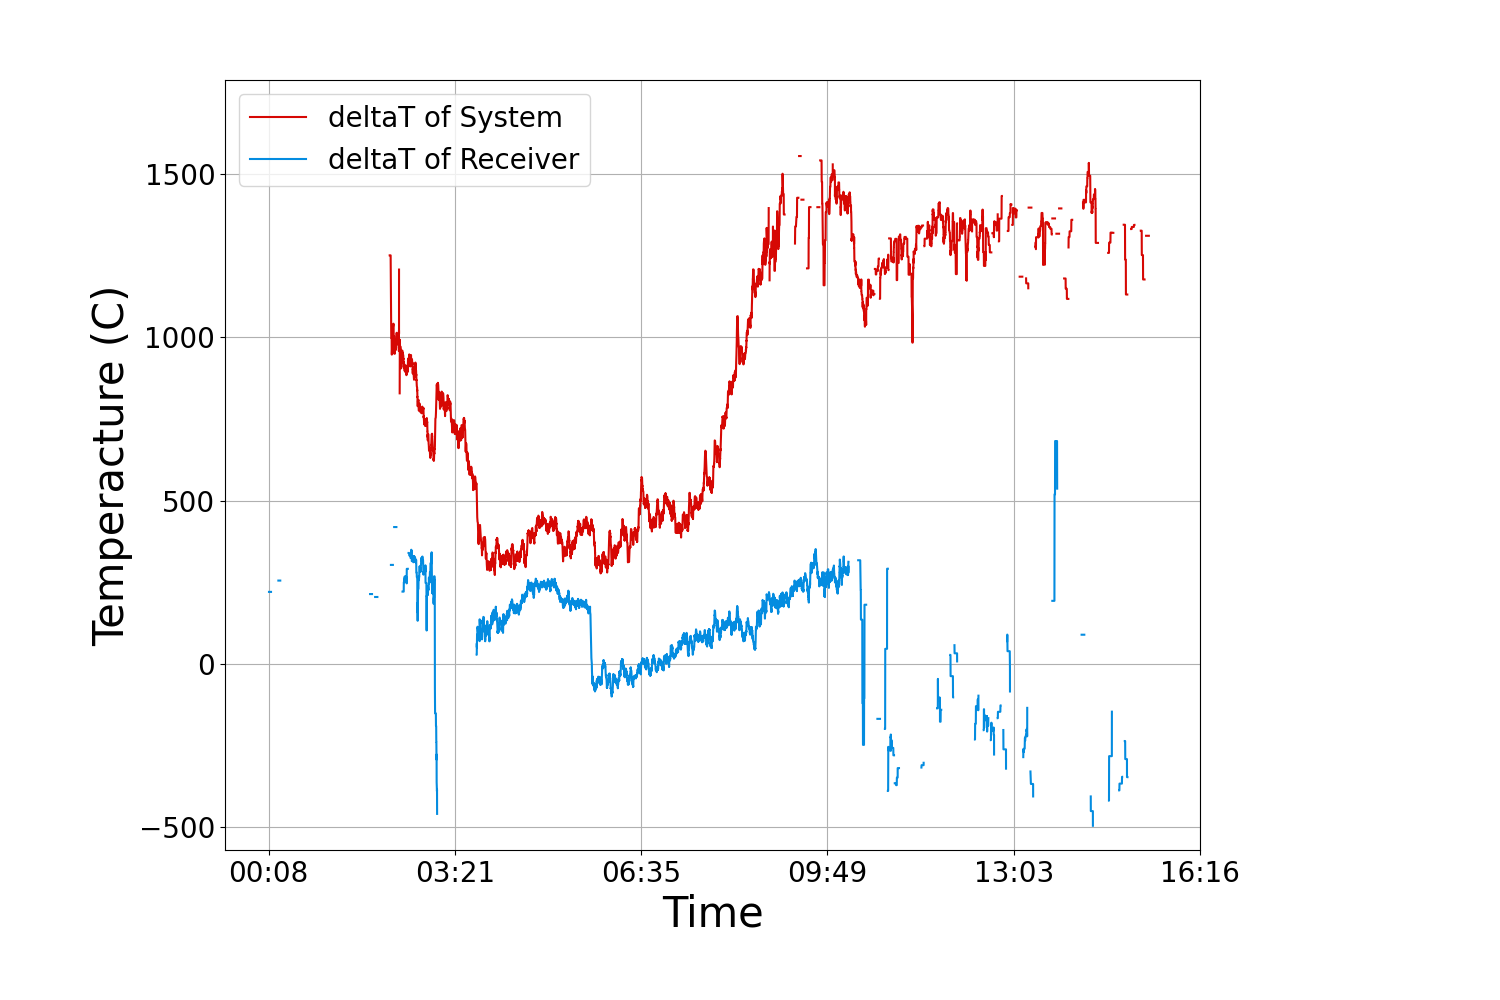 deltaT of System
deltaT of Receiver
Temperacture (C)
1500
1000
500
0
−500
00:08 03:21 06:35 09:49 13:03 16:16
Time